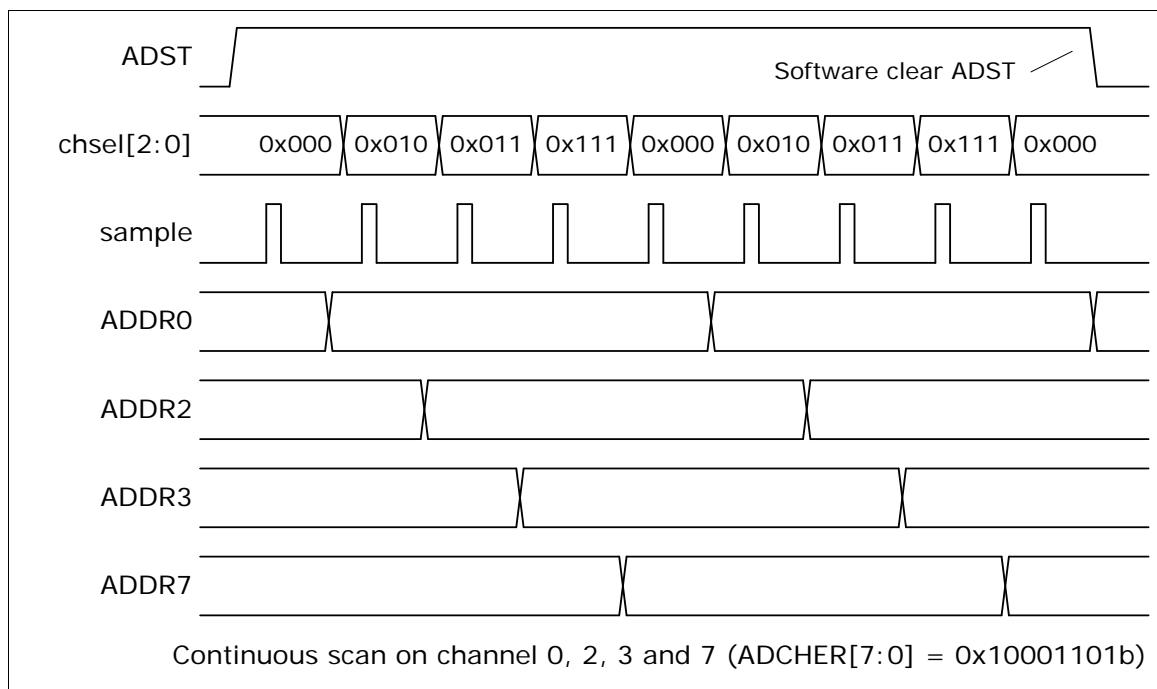 ADST
Software clear ADST
chsel[2:0] 0x000 0x010 0x011 0x111 0x000 0x010 0x011 0x111 0x000
sample
ADDR0
ADDR2
ADDR3
ADDR7
Continuous scan on channel 0, 2, 3 and 7 (ADCHER[7:0] = 0x10001101b)